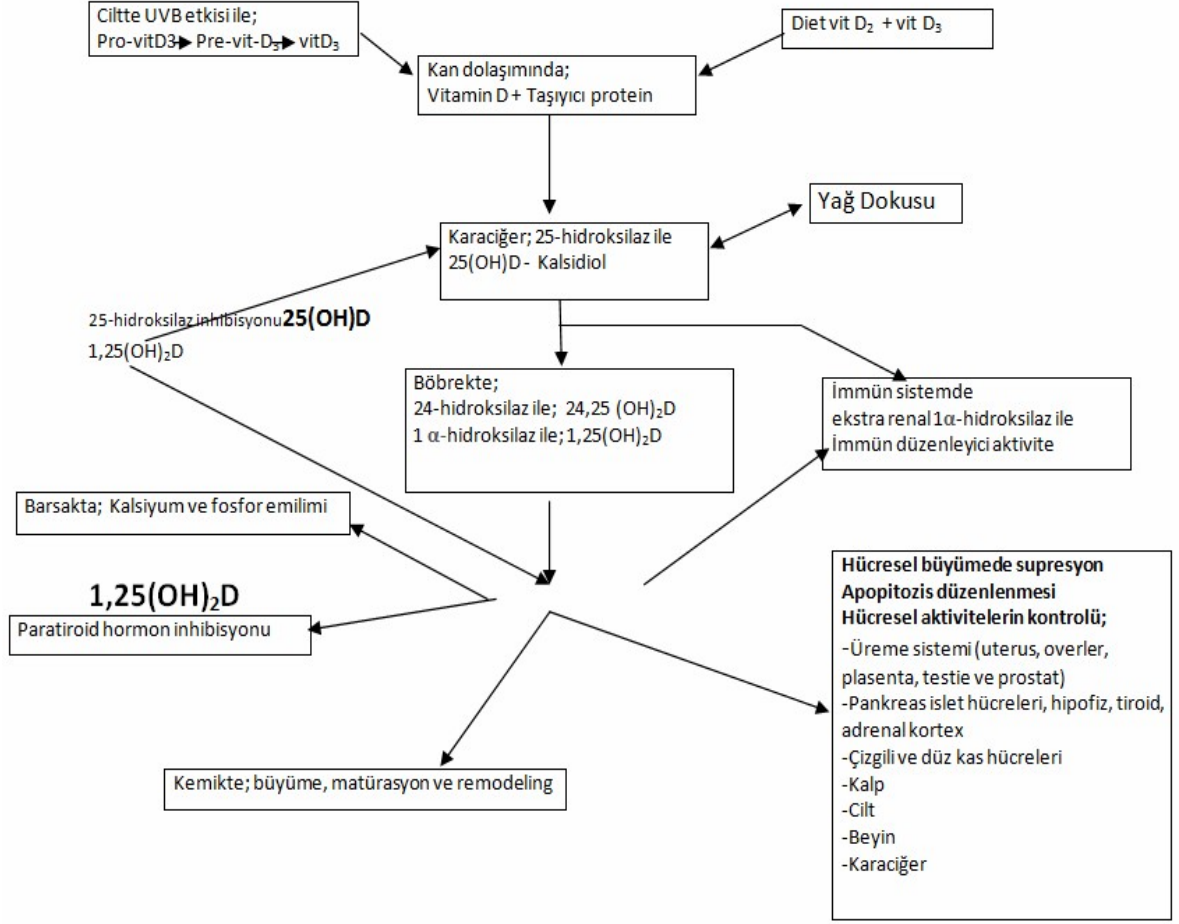 Ciltte UVB etkisi ile;
Pro-vitD3 Pre-vit-D₃ vitD₃
Diet vit D₂ + vit D₃
Kan dolaşımında;
Vitamin D + Taşıyıcı protein
Yağ Dokusu
Karaciğer; 25-hidroksilaz ile
25(OH)D - Kalsidiol
25-hidroksilaz inhibisyonu 25(OH)D
1,25(OH)₂D
Böbrekte;
24-hidroksilaz ile; 24,25 (OH)₂D
1 α-hidroksilaz ile; 1,25(OH)₂D
İmmün sistemde
ekstra renal 1α-hidroksilaz ile
İmmün düzenleyici aktivite
Barsakta; Kalsiyum ve fosfor emilimi
1,25(OH)₂D
Paratiroid hormon inhibisyonu
Hücresel büyümede supresyon
Apopitozis düzenlenmesi
Hücresel aktivitelerin kontrolü;
-Üreme sistemi (uterus, overler,
plasenta, testie ve prostat)
-Pankreas islet hücreleri, hipofiz, tiroid,
adrenal kortex
-Çizgili ve düz kas hücreleri
-Kalp
-Cilt
-Beyin
-Karaciğer
Kemikte; büyüme, matürasyon ve remodeling